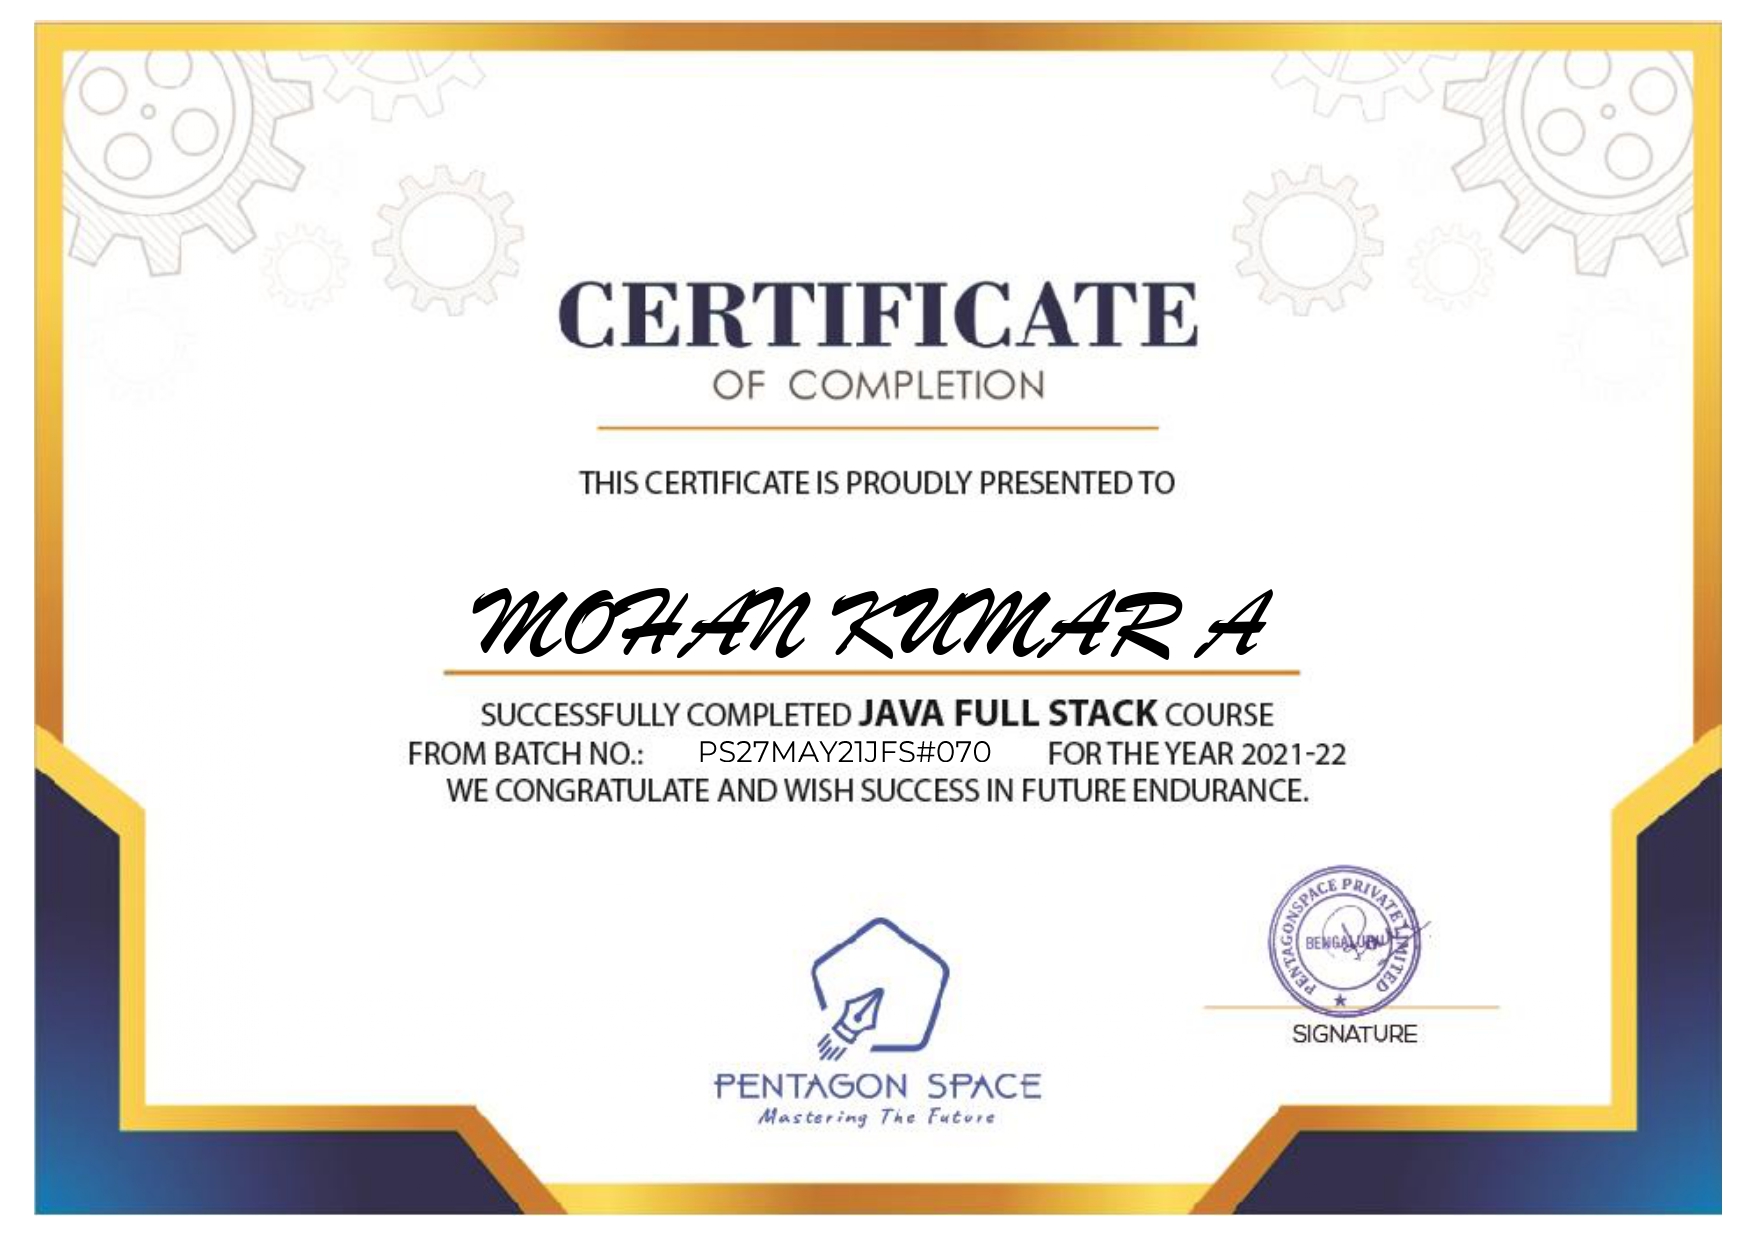 CERTIFICATE
OF COMPLETION
THIS CERTIFICATE IS PROUDLY PRESENTED TO
MOHAN KUMAR A
SUCCESSFULLY COMPLETED JAVA FULL STACK COURSE
FROM BATCH NO.: PS27MAY21JFS#070 FOR THE YEAR 2021-22
WE CONGRATULATE AND WISH SUCCESS IN FUTURE ENDURANCE.
PENTAGONSPACE PRIVATE LIMITED
BENGALURU
SIGNATURE
PENTAGON SPACE
Mastering The Future